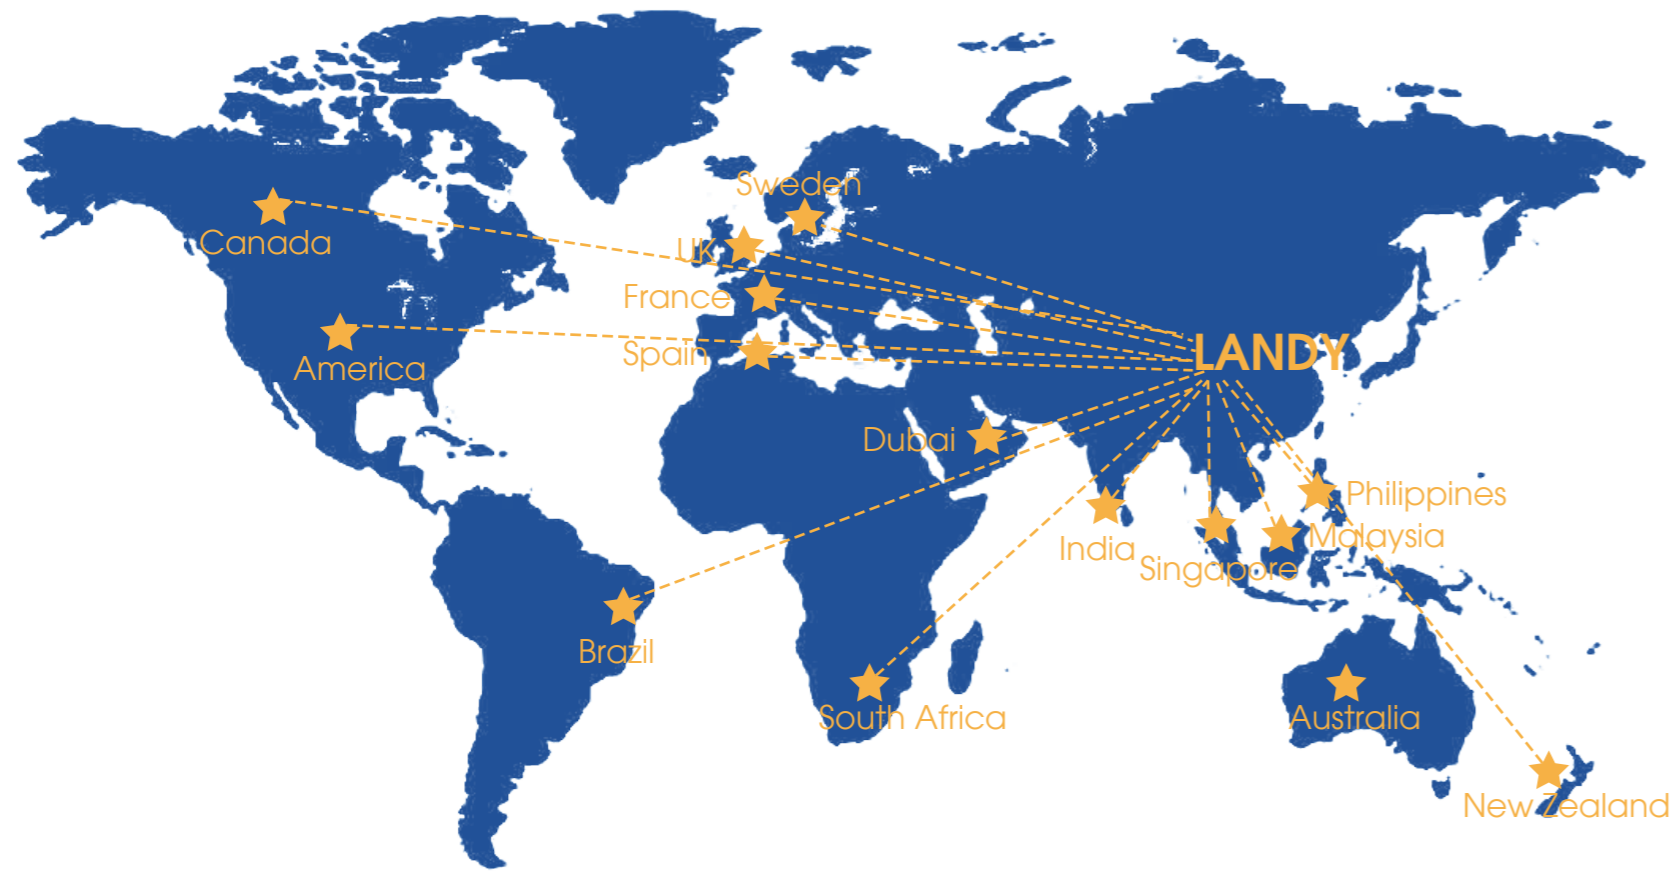 Sweden
Canada
UK
France
LANDY
Spain
America
Dubai
Philippines
Malaysia
India
Singapore
Brazil
South Africa
Australia
New Zealand